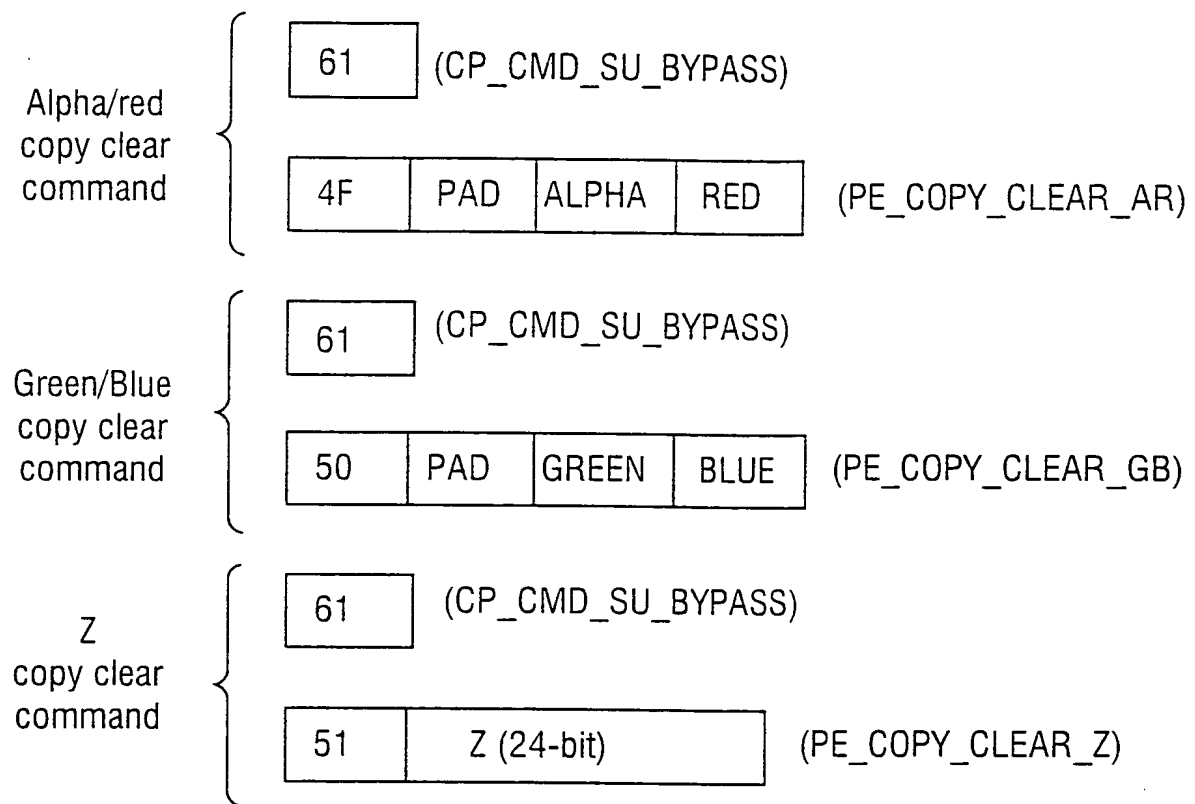 Alpha/red
copy clear
command
61 (CP_CMD_SU_BYPASS)
4F PAD ALPHA RED (PE_COPY_CLEAR_AR)
Green/Blue
copy clear
command
61 (CP_CMD_SU_BYPASS)
50 PAD GREEN BLUE (PE_COPY_CLEAR_GB)
Z
copy clear
command
61 (CP_CMD_SU_BYPASS)
51 Z (24-bit) (PE_COPY_CLEAR_Z)